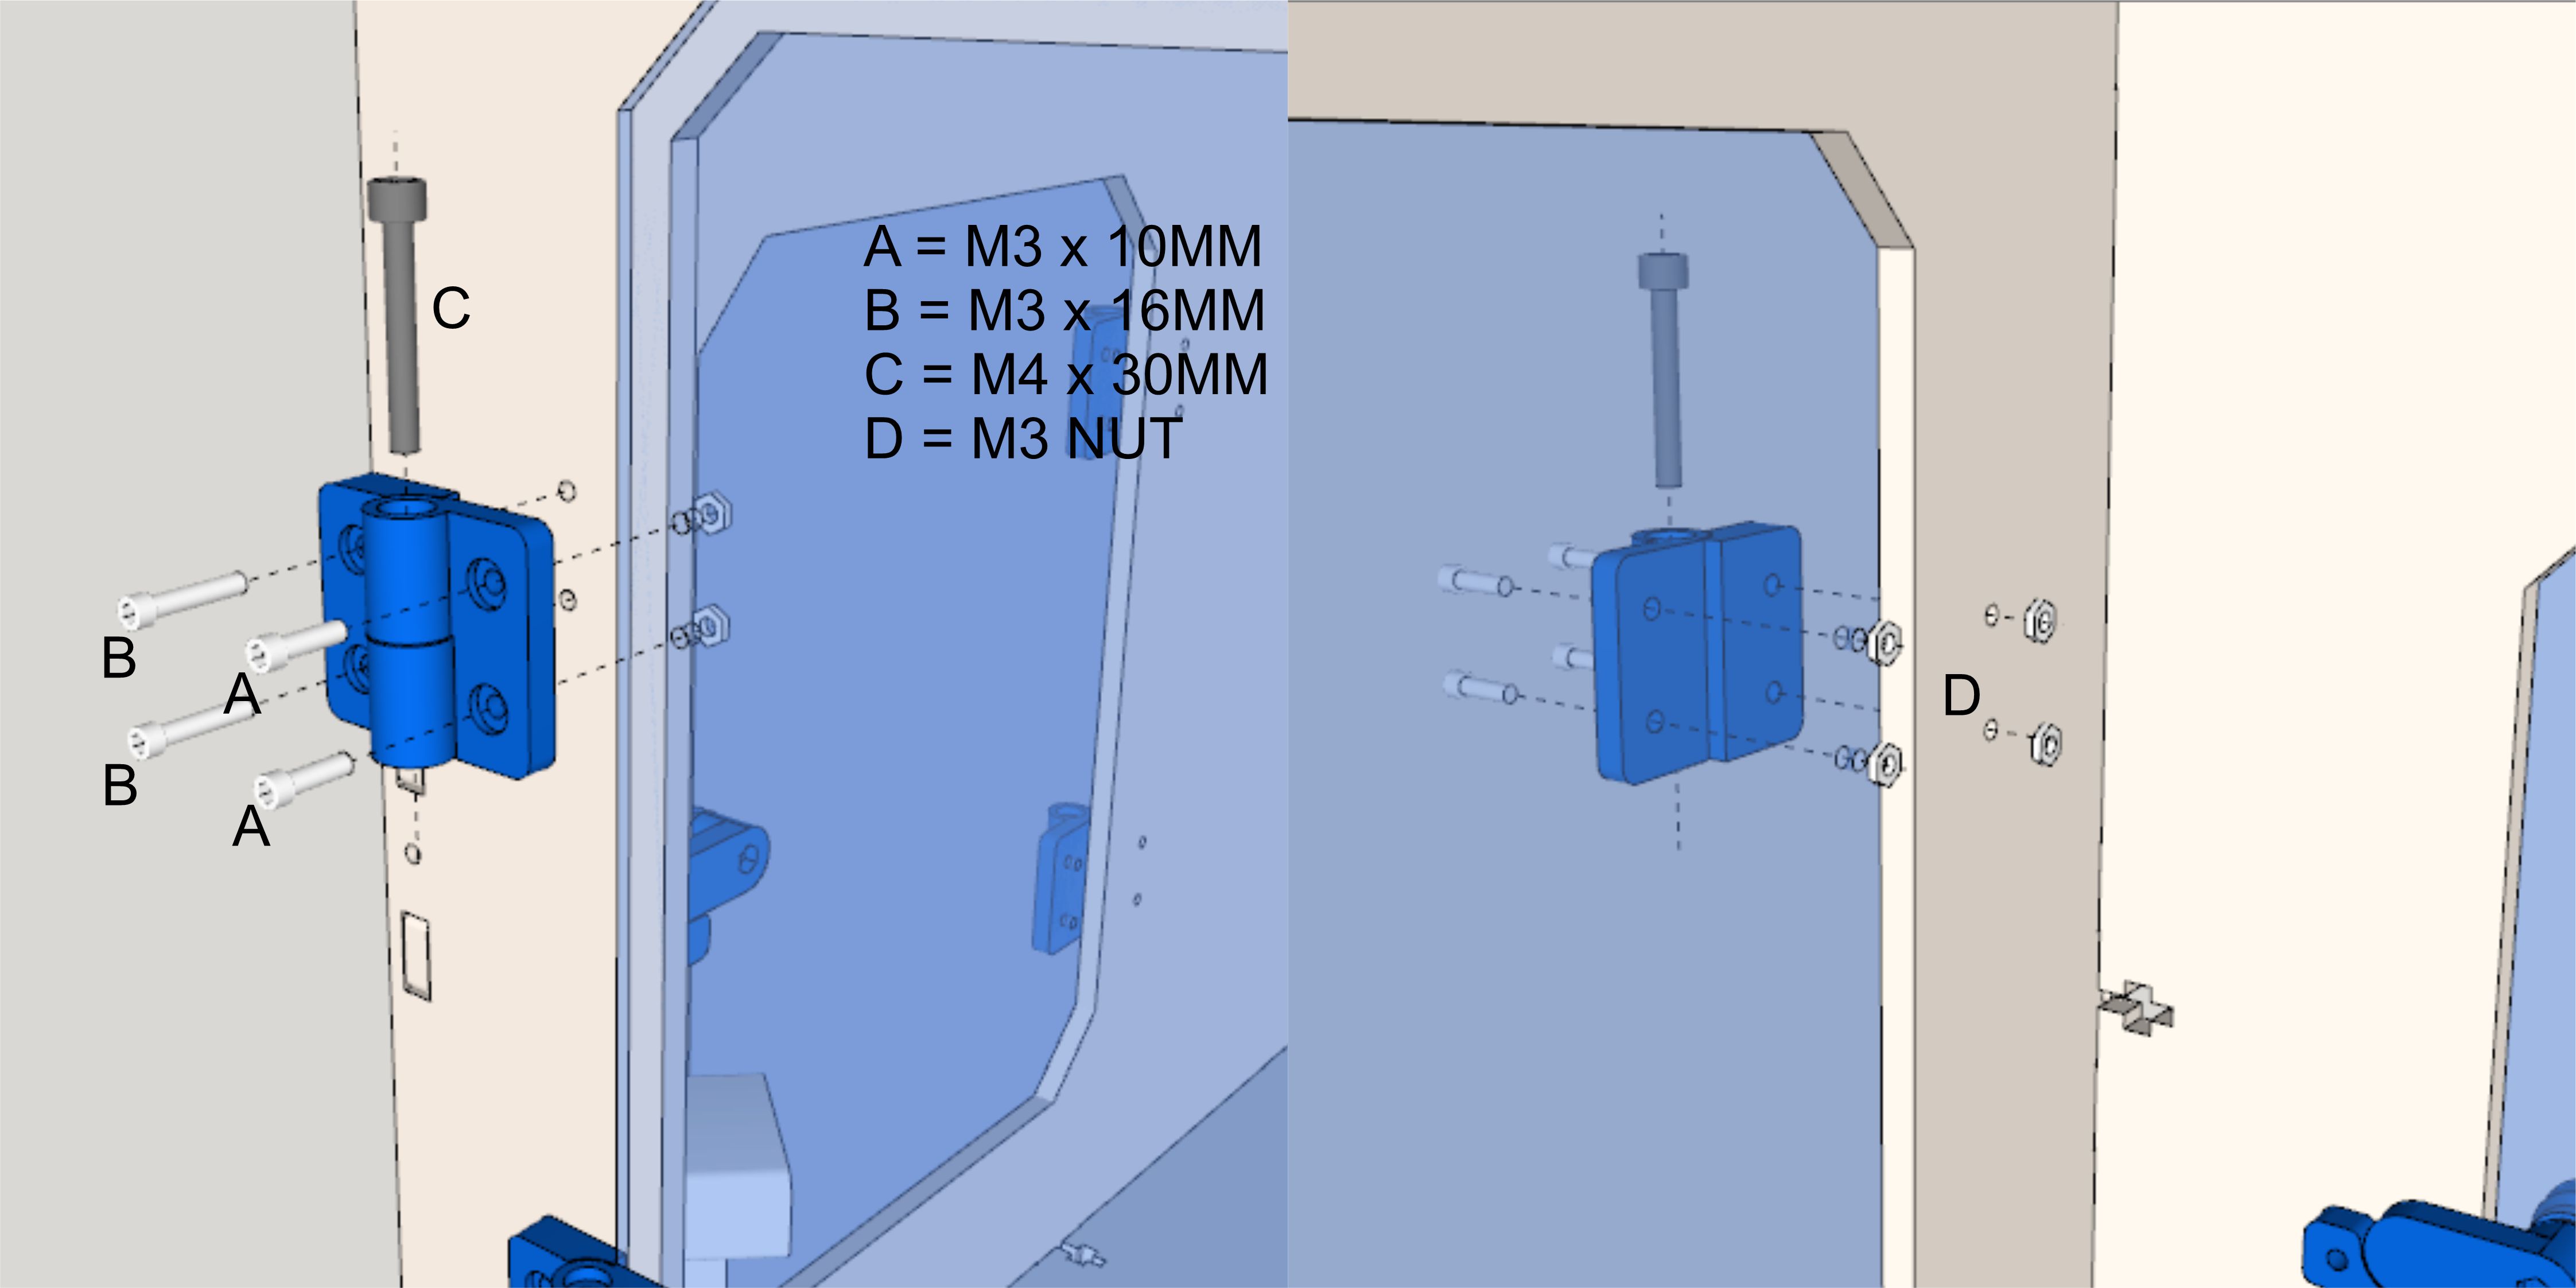 A = M3 x 10MM
B = M3 x 16MM
C = M4 x 30MM
D = M3 NUT
C
B
A
B
A
D